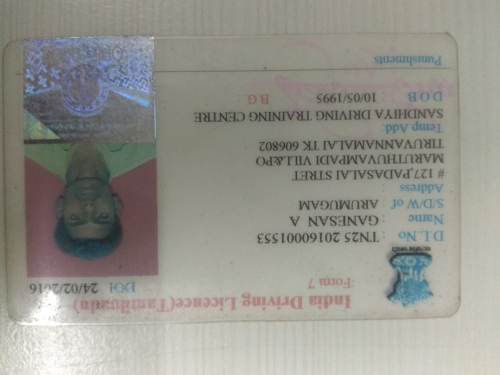 India Driving Licence(Tamilnadu)
Form 7
DOI 24/02/2016
D.L.No : TN25 20160001553
Name : GANESAN A
S/D/W of : ARUMUGAM
Address :
# 127,PADASALAI STRET
MARUTHUVAMPADI VILL&PO
TIRUVANNAMALAI TK 606802
Temp Add:
SANDHIYA DRIVING TRAINING CENTRE
D O B : 10/05/1995 B G :
Punishments